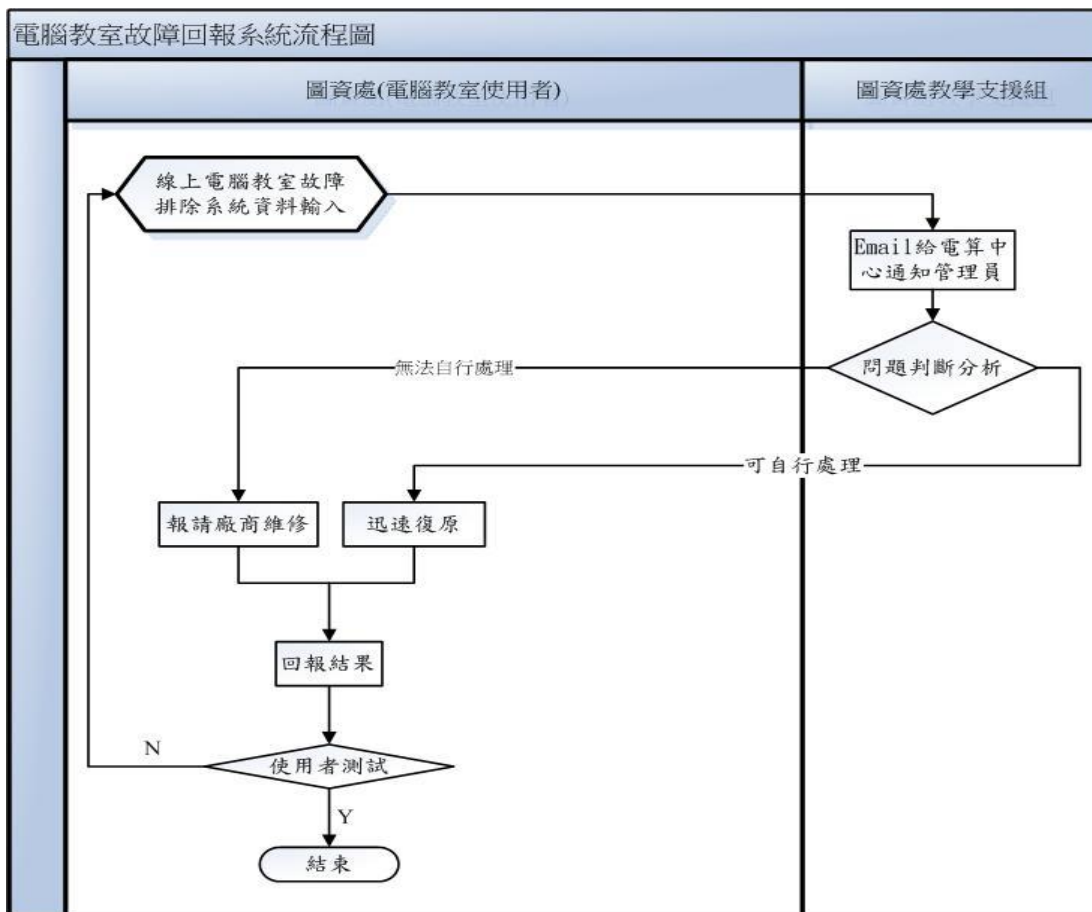 電腦教室故障回報系統流程圖
圖資處(電腦教室使用者)
圖資處教學支援組
線上電腦教室故障
排除系統資料輸入
Email給電算中
心通知管理員
問題判斷分析
無法自行處理
可自行處理
報請廠商維修
迅速復原
回報結果
使用者測試
N
Y
結束